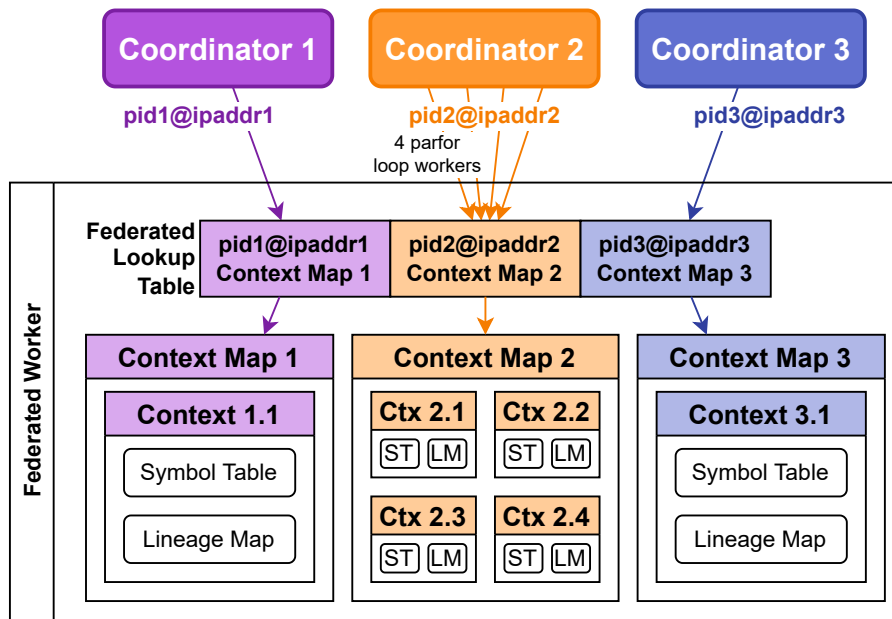 Coordinator 1
Coordinator 2
Coordinator 3
pid1@ipaddr1
pid2@ipaddr2
pid3@ipaddr3
4 parfor
loop workers
Federated Worker
Federated
Lookup
Table
pid1@ipaddr1
Context Map 1
pid2@ipaddr2
Context Map 2
pid3@ipaddr3
Context Map 3
Context Map 1
Context 1.1
Symbol Table
Lineage Map
Context Map 2
Ctx 2.1
ST LM
Ctx 2.2
ST LM
Ctx 2.3
ST LM
Ctx 2.4
ST LM
Context Map 3
Context 3.1
Symbol Table
Lineage Map